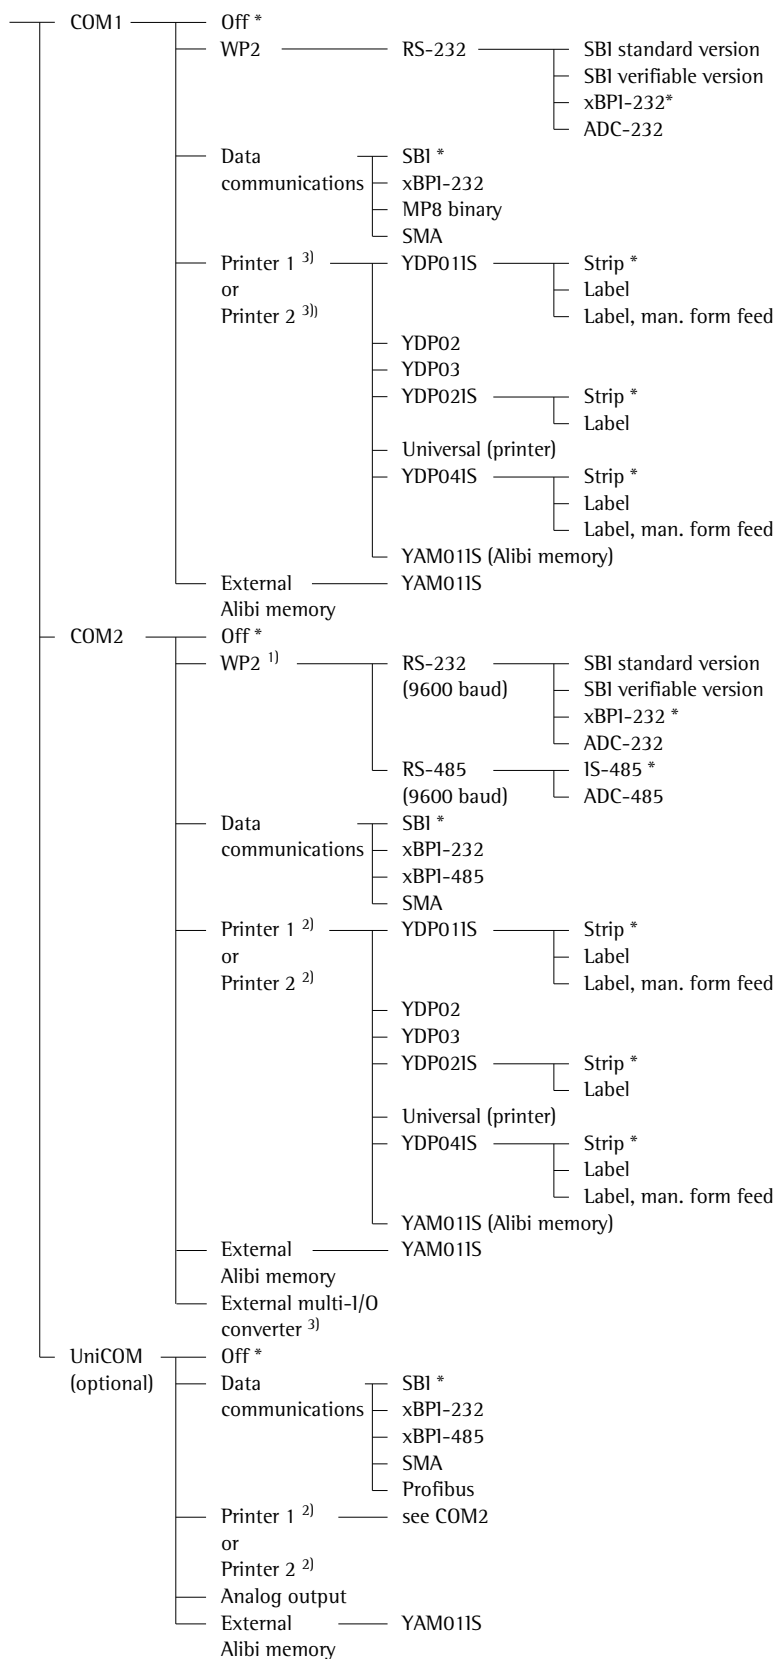 COM1 Off *
WP2 RS-232 SBI standard version
SBI verifiable version
xBPI-232*
ADC-232
Data SBI *
communications xBPI-232
MP8 binary
SMA
Printer 1 3) YDP01IS Strip *
or Label
Printer 2 3)) Label, man. form feed
YDP02
YDP03
YDP02IS Strip *
Label
Universal (printer)
YDP04IS Strip *
Label
Label, man. form feed
YAM01IS (Alibi memory)
External YAM01IS
Alibi memory
COM2 Off *
WP2 1) RS-232 SBI standard version
(9600 baud) SBI verifiable version
xBPI-232 *
ADC-232
RS-485 IS-485 *
(9600 baud) ADC-485
Data SBI *
communications xBPI-232
xBPI-485
SMA
Printer 1 2) YDP01IS Strip *
or Label
Printer 2 2) Label, man. form feed
YDP02
YDP03
YDP02IS Strip *
Label
Universal (printer)
YDP04IS Strip *
Label
Label, man. form feed
YAM01IS (Alibi memory)
External YAM01IS
Alibi memory
External multi-I/O
converter 3)
UniCOM Off *
(optional) Data SBI *
communications xBPI-232
xBPI-485
SMA
Profibus
Printer 1 2) see COM2
or
Printer 2 2)
Analog output
External YAM01IS
Alibi memory